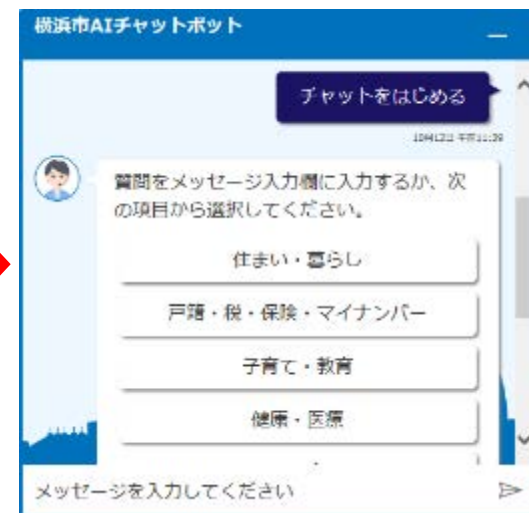 横浜市AIチャットボット
チャットをはじめる
質問をメッセージ入力欄に入力するか、次
の項目から選択してください。
住まい・暮らし
戸籍・税・保険・マイナンバー
子育て・教育
健康・医療
メッセージを入力してください